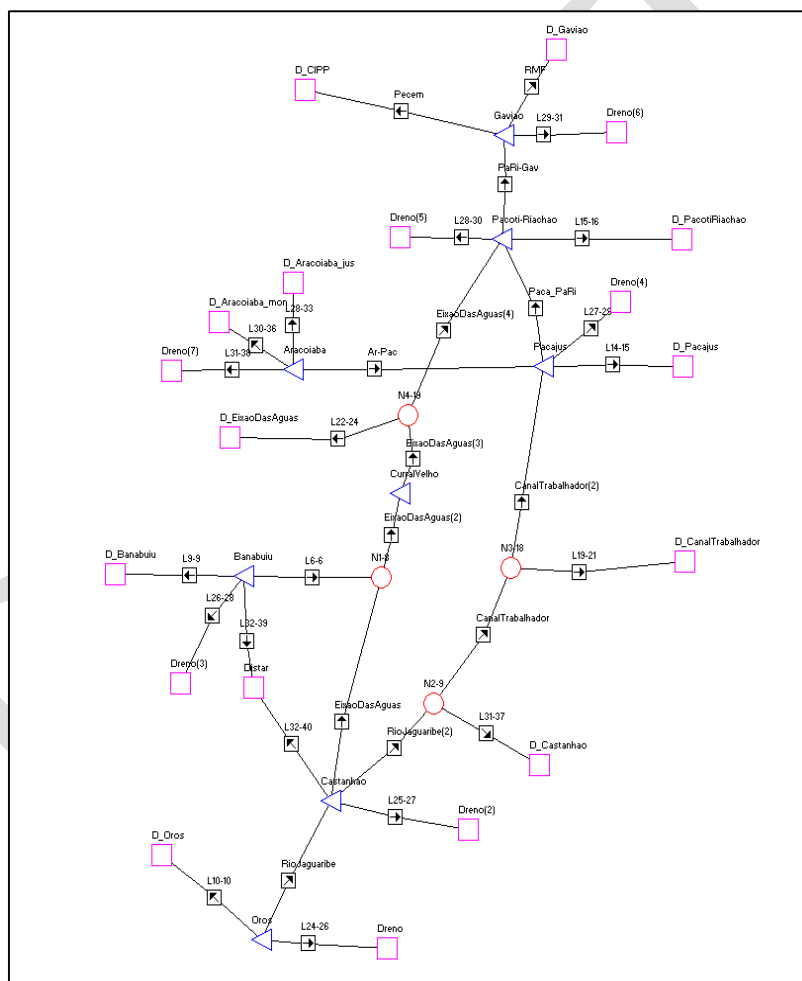 D_Gaviao
D_CIPP
RMF
Pecem
Gaviao
L29-31
Dreno(6)
PaRi-Gav
Dreno(5)
L28-30
Pacoti-Riachao
L15-16
D_PacotiRiachao
D_Aracoiaba_jus
Paca_PaRi
Dreno(4)
D_Aracoiaba_mon
L28-33
EixaoDasAguas(4)
L27-29
L30-36
Dreno(7)
L31-38
Aracoiaba
Ar-Pac
Pacajus
L14-15
D_Pacajus
N4-19
D_EixaoDasAguas
L22-24
EixaoDasAguas(3)
CurralVelho
CanalTrabalhador(2)
EixaoDasAguas(2)
D_Banabuiu
L9-9
Banabuiu
L6-6
N1-8
N3-18
L19-21
D_CanalTrabalhador
L26-28
L32-39
CanalTrabalhador
Dreno(3)
Distar
N2-9
EixaoDasAguas
L32-40
RioJaguaribe(2)
L31-37
D_Castanhao
Castanhao
L25-27
Dreno(2)
D_Oros
RioJaguaribe
L10-10
Oros
L24-26
Dreno